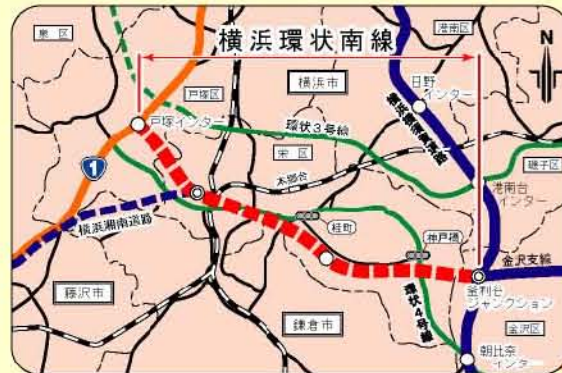 横浜環状南線
泉区
戸塚区
横浜市
港南区
日野
インター
N
戸塚インター
環状3号線
横浜横須賀道路
栄区
磯子区
1
本郷台
港南台
インター
横浜湘南道路
桂町
神戸橋
金沢支線
釜利谷
ジャンクション
藤沢市
鎌倉市
環状4号線
金沢区
朝比奈
インター